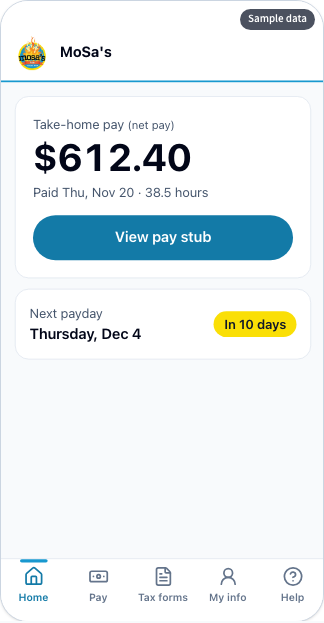 Sample data
mosa's
MoSa's
Take-home pay (net pay)
$612.40
Paid Thu, Nov 20 · 38.5 hours
View pay stub
Next payday
Thursday, Dec 4
In 10 days
Home
Pay
Tax forms
My info
Help